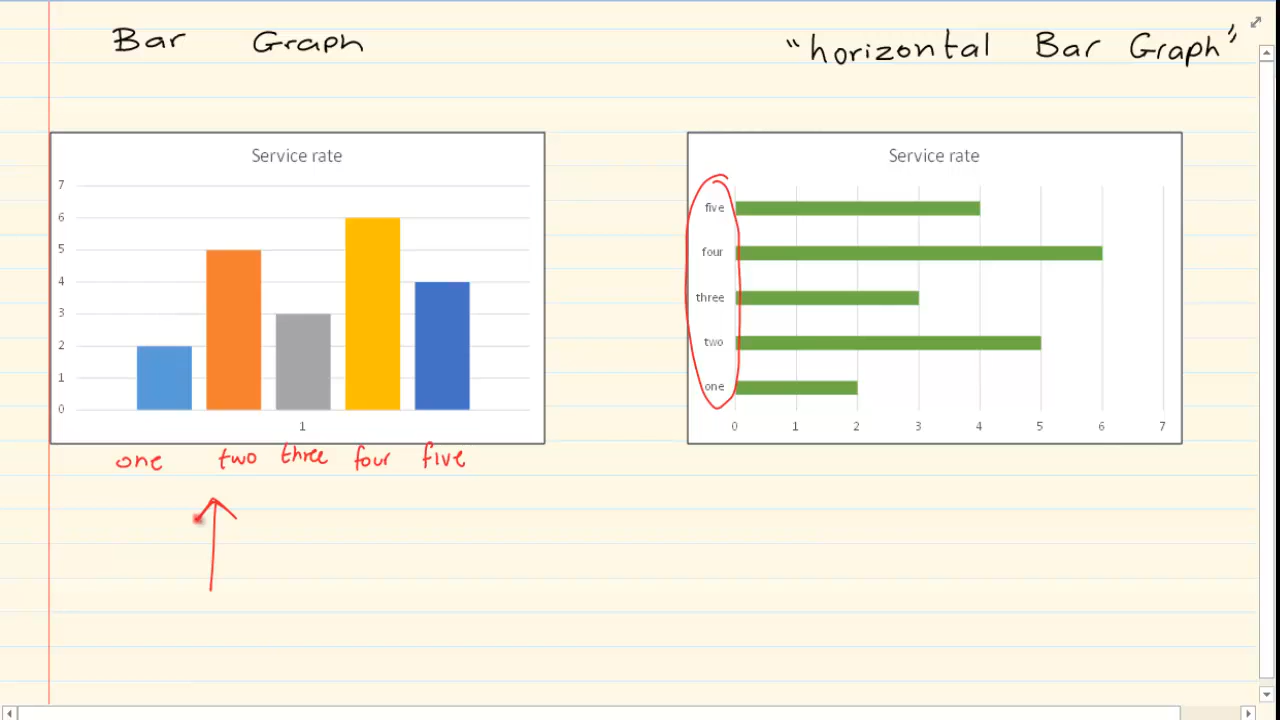 Bar Graph
"horizontal Bar Graph"
Service rate
7
6
5
4
3
2
1
0
1
one two three four five
Service rate
five
four
three
two
one
0 1 2 3 4 5 6 7